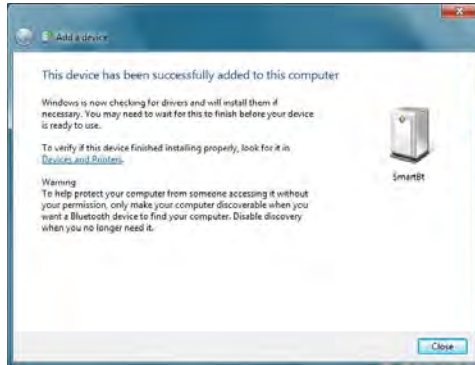 Add a device
This device has been successfully added to this computer
Windows is now checking for drivers and will install them if
necessary. You may need to wait for this to finish before your device
is ready to use.
To verify if this device finished installing properly, look for it in
Devices and Printers.
SmartBt
Warning
To help protect your computer from someone accessing it without
your permission, only make your computer discoverable when you
want a Bluetooth device to find your computer. Disable discovery
when you no longer need it.
Close